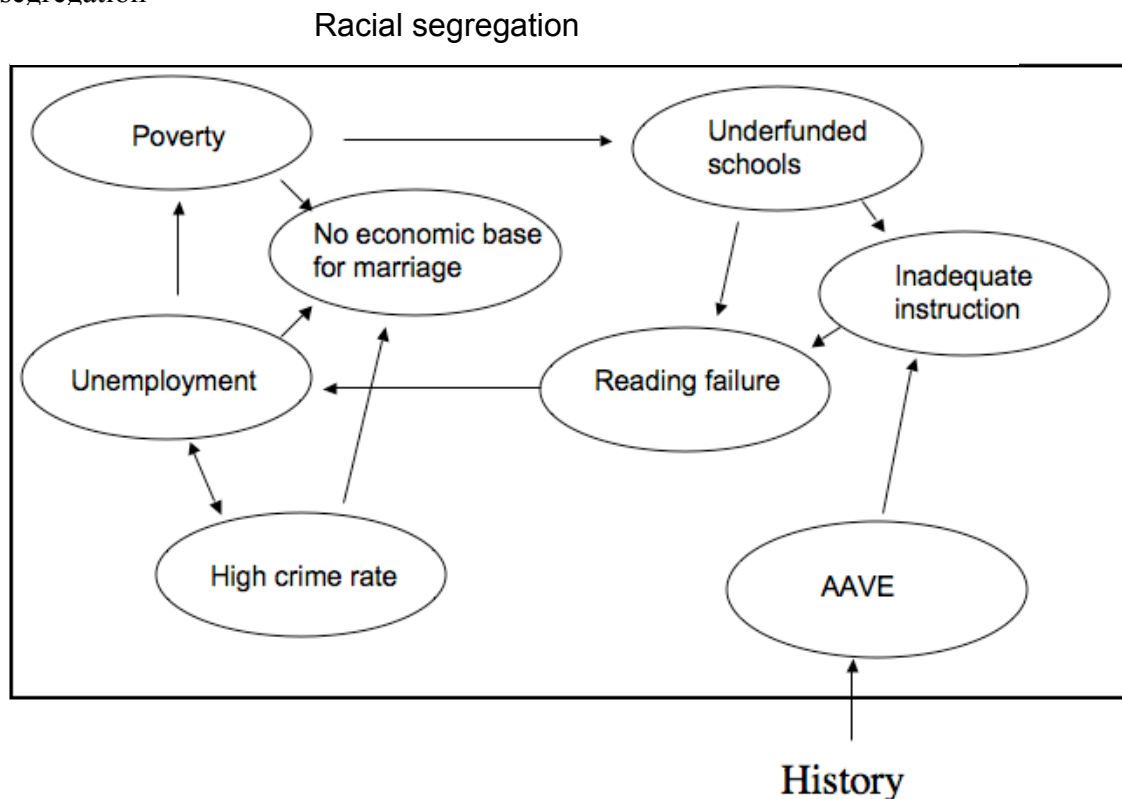 segregation
Racial segregation
Poverty
Underfunded
schools
No economic base
for marriage
Inadequate
instruction
Unemployment
Reading failure
High crime rate
AAVE
History